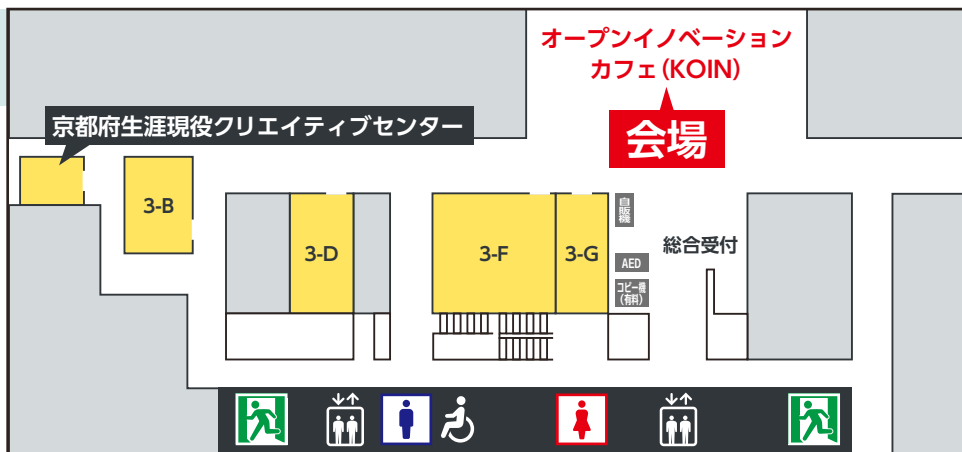 オープンイノベーション
カフェ(KOIN)
会場
京都府生涯現役クリエイティブセンター
3-B
3-D
3-F
3-G
自販機
AED
コピー機
(有料)
総合受付